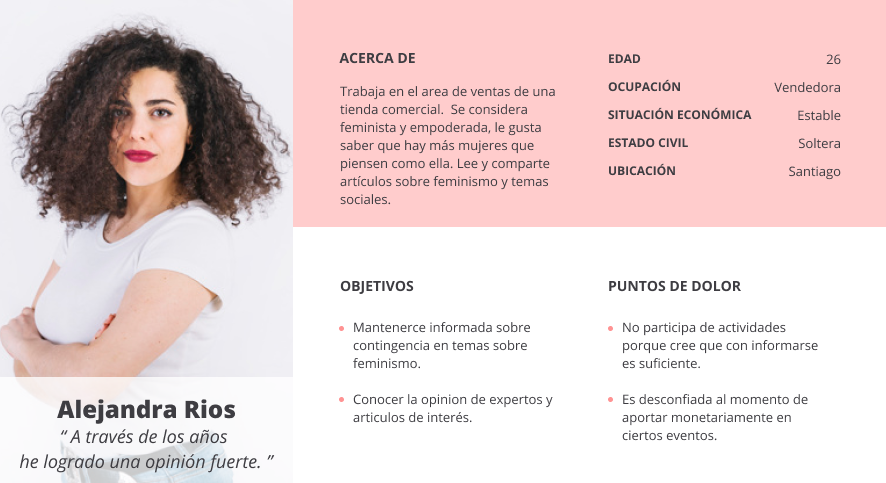 ACERCA DE
Trabaja en el area de ventas de una
tienda comercial.  Se considera
feminista y empoderada, le gusta
saber que hay más mujeres que
piensen como ella. Lee y comparte
artículos sobre feminismo y temas
sociales.
EDAD 26
OCUPACIÓN Vendedora
SITUACIÓN ECONÓMICA Estable
ESTADO CIVIL Soltera
UBICACIÓN Santiago
Alejandra Rios
“ A través de los años
he logrado una opinión fuerte. ”
OBJETIVOS
• Mantenerce informada sobre
contingencia en temas sobre
feminismo.
• Conocer la opinion de expertos y
articulos de interés.
PUNTOS DE DOLOR
• No participa de actividades
porque cree que con informarse
es suficiente.
• Es desconfiada al momento de
aportar monetariamente en
ciertos eventos.